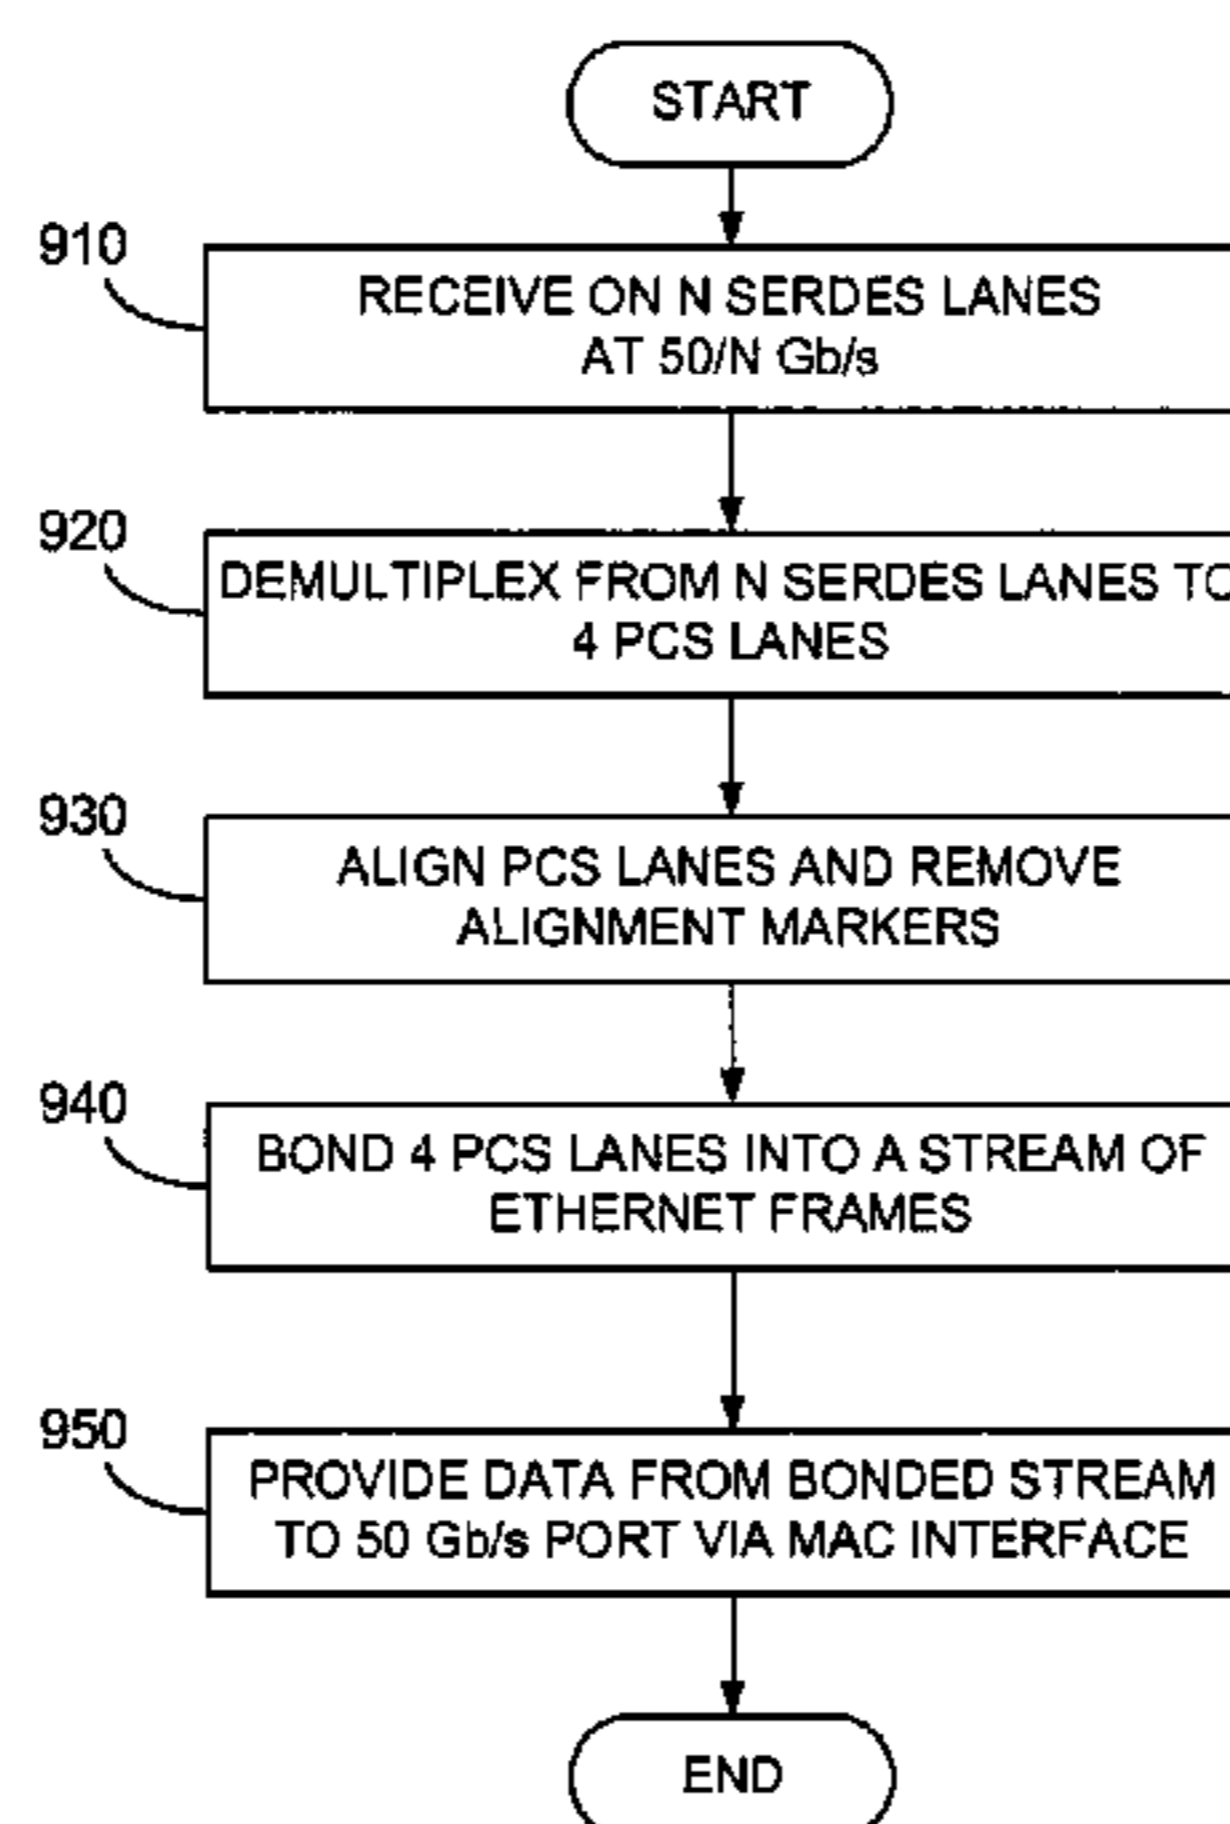 START
910
RECEIVE ON N SERDES LANES
AT 50/N Gb/s
920
DEMULTIPLEX FROM N SERDES LANES TO
4 PCS LANES
930
ALIGN PCS LANES AND REMOVE
ALIGNMENT MARKERS
940
BOND 4 PCS LANES INTO A STREAM OF
ETHERNET FRAMES
950
PROVIDE DATA FROM BONDED STREAM
TO 50 Gb/s PORT VIA MAC INTERFACE
END